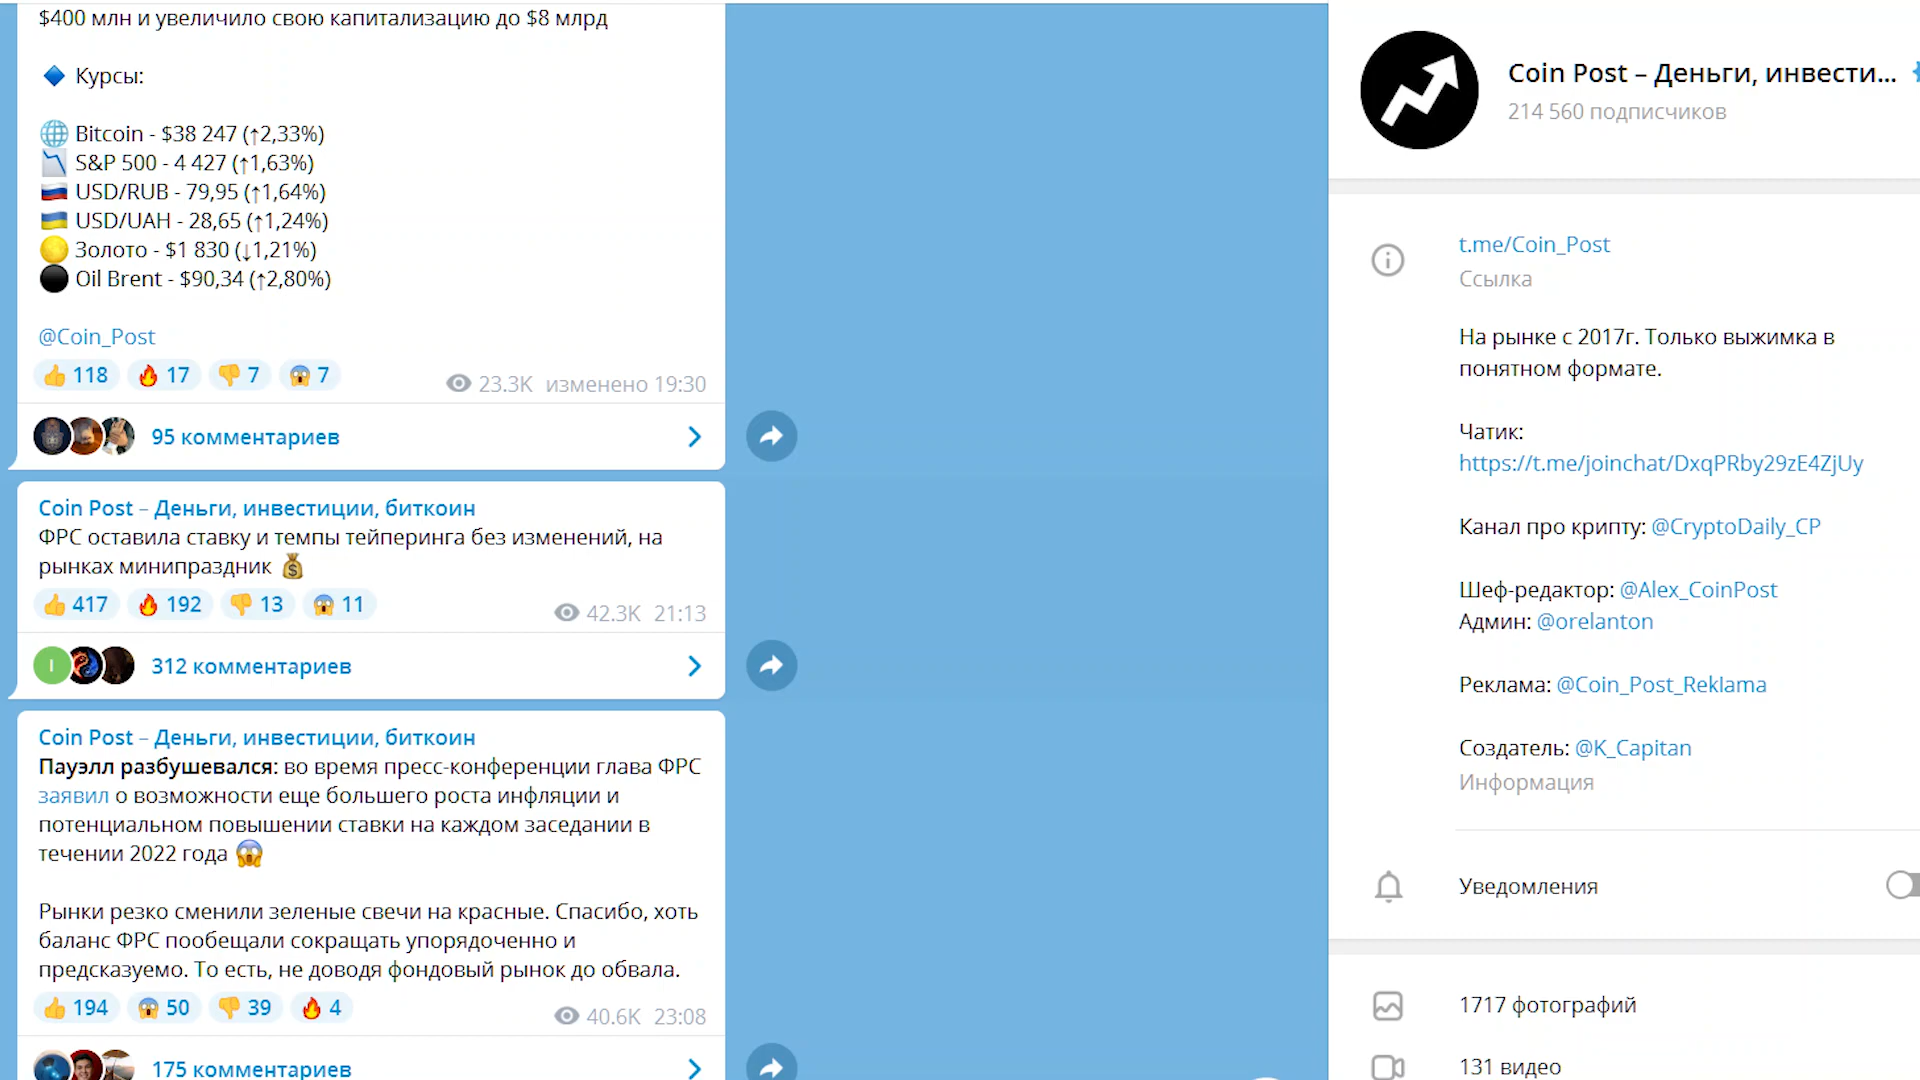 $400 млн и увеличило свою капитализацию до $8 млрд
Курсы:
Bitcoin - $38 247 (↑2,33%)
S&P 500 - 4 427 (↑1,63%)
USD/RUB - 79,95 (↑1,64%)
USD/UAH - 28,65 (↑1,24%)
Золото - $1 830 (↓1,21%)
Oil Brent - $90,34 (↑2,80%)
@Coin_Post
118 17 7 7
23.3K изменено 19:30
95 комментариев
Coin Post – Деньги, инвестиции, биткоин
ФРС оставила ставку и темпы тейперинга без изменений, на
рынках минипраздник
417 192 13 11
42.3K 21:13
I
312 комментариев
Coin Post – Деньги, инвестиции, биткоин
Пауэлл разбушевался: во время пресс-конференции глава ФРС
заявил о возможности еще большего роста инфляции и
потенциальном повышении ставки на каждом заседании в
течении 2022 года
Рынки резко сменили зеленые свечи на красные. Спасибо, хоть
баланс ФРС пообещали сокращать упорядоченно и
предсказуемо. То есть, не доводя фондовый рынок до обвала.
194 50 39 4
40.6K 23:08
175 комментариев
Coin Post – Деньги, инвести...
214 560 подписчиков
t.me/Coin_Post
Ссылка
На рынке с 2017г. Только выжимка в
понятном формате.
Чатик:
https://t.me/joinchat/DxqPRby29zE4ZjUy
Канал про крипту: @CryptoDaily_CP
Шеф-редактор: @Alex_CoinPost
Админ: @orelanton
Реклама: @Coin_Post_Reklama
Создатель: @K_Capitan
Информация
Уведомления
1717 фотографий
131 видео